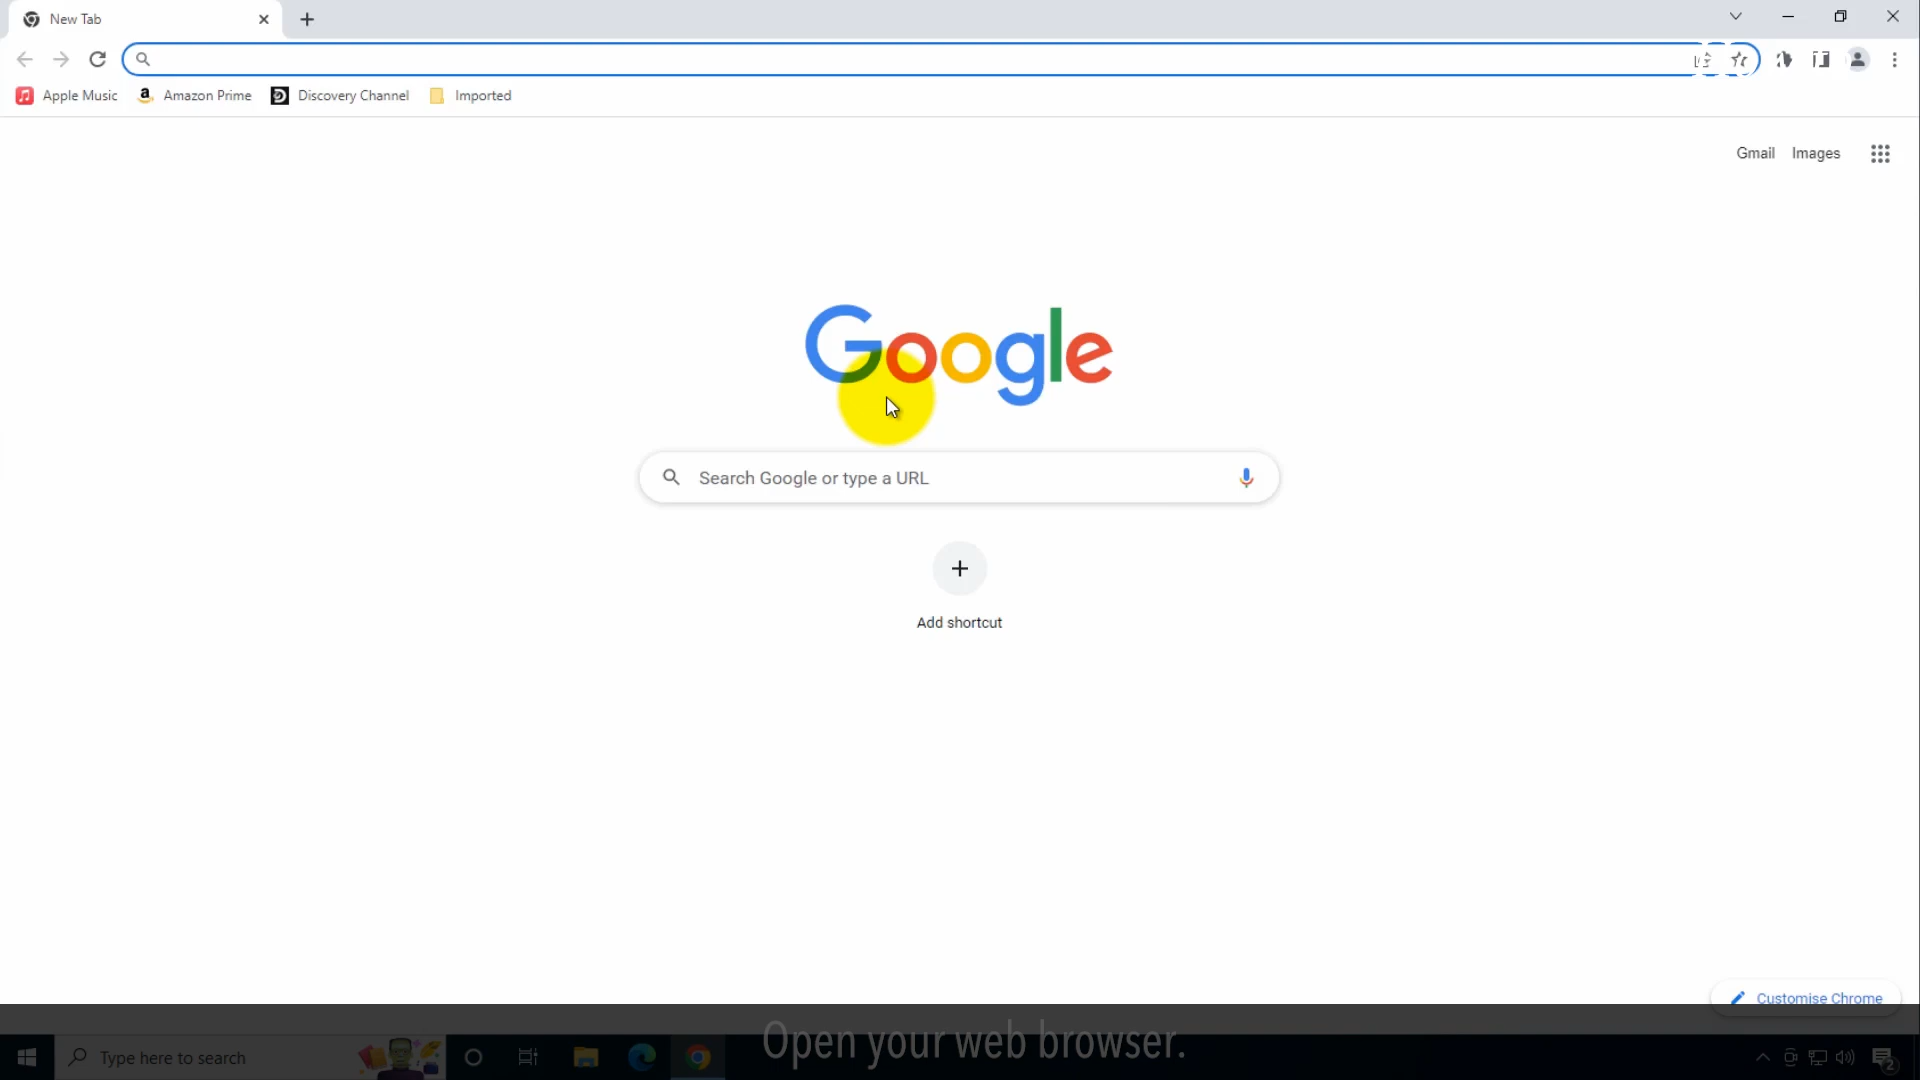 New Tab
Apple Music
Amazon Prime
Discovery Channel
Imported
Gmail
Images
Google
Search Google or type a URL
Add shortcut
Customise Chrome
Open your web browser.
Type here to search
2